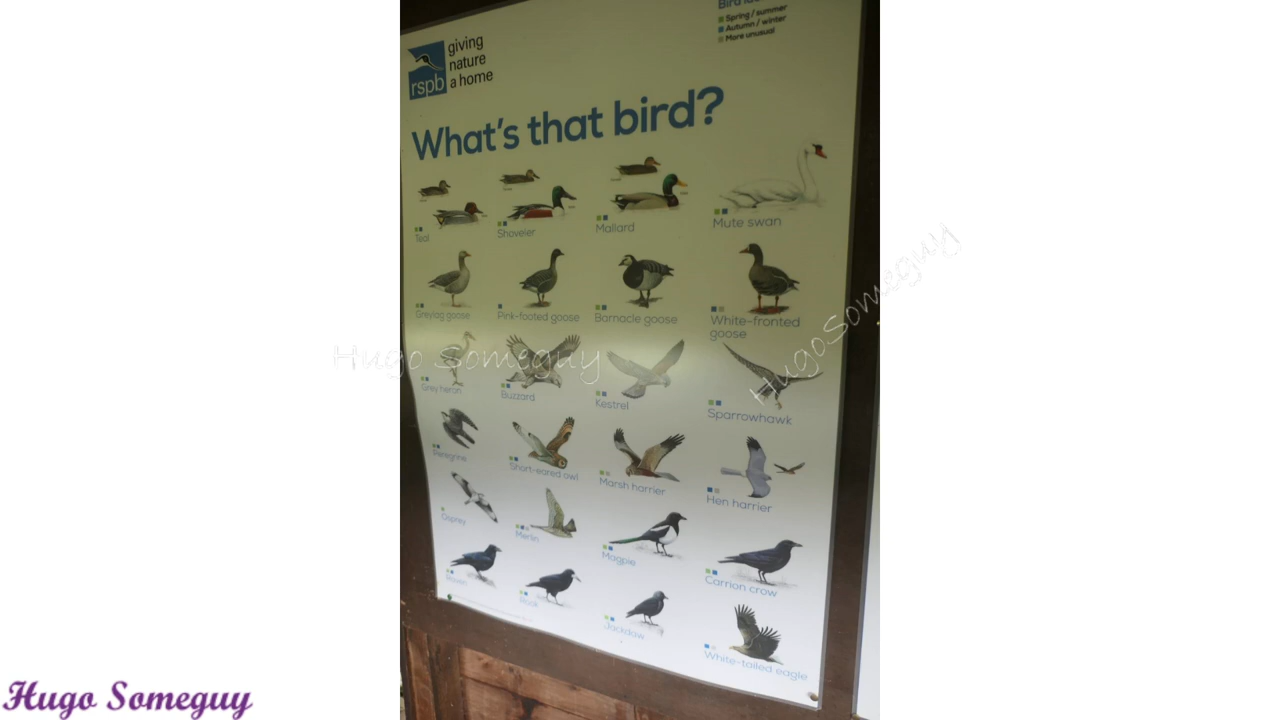 Spring / summer
Autumn / winter
More unusual
giving
nature
a home
rspb
What's that bird?
Teal
Shoveler
Mallard
Mute swan
Greylag goose
Pink-footed goose
Barnacle goose
White-fronted
goose
Grey heron
Buzzard
Kestrel
Sparrowhawk
Peregrine
Short-eared owl
Marsh harrier
Hen harrier
Osprey
Merlin
Magpie
Carrion crow
Raven
Rook
Jackdaw
White-tailed eagle
Hugo Someguy
HugoSomeguy
Hugo Someguy